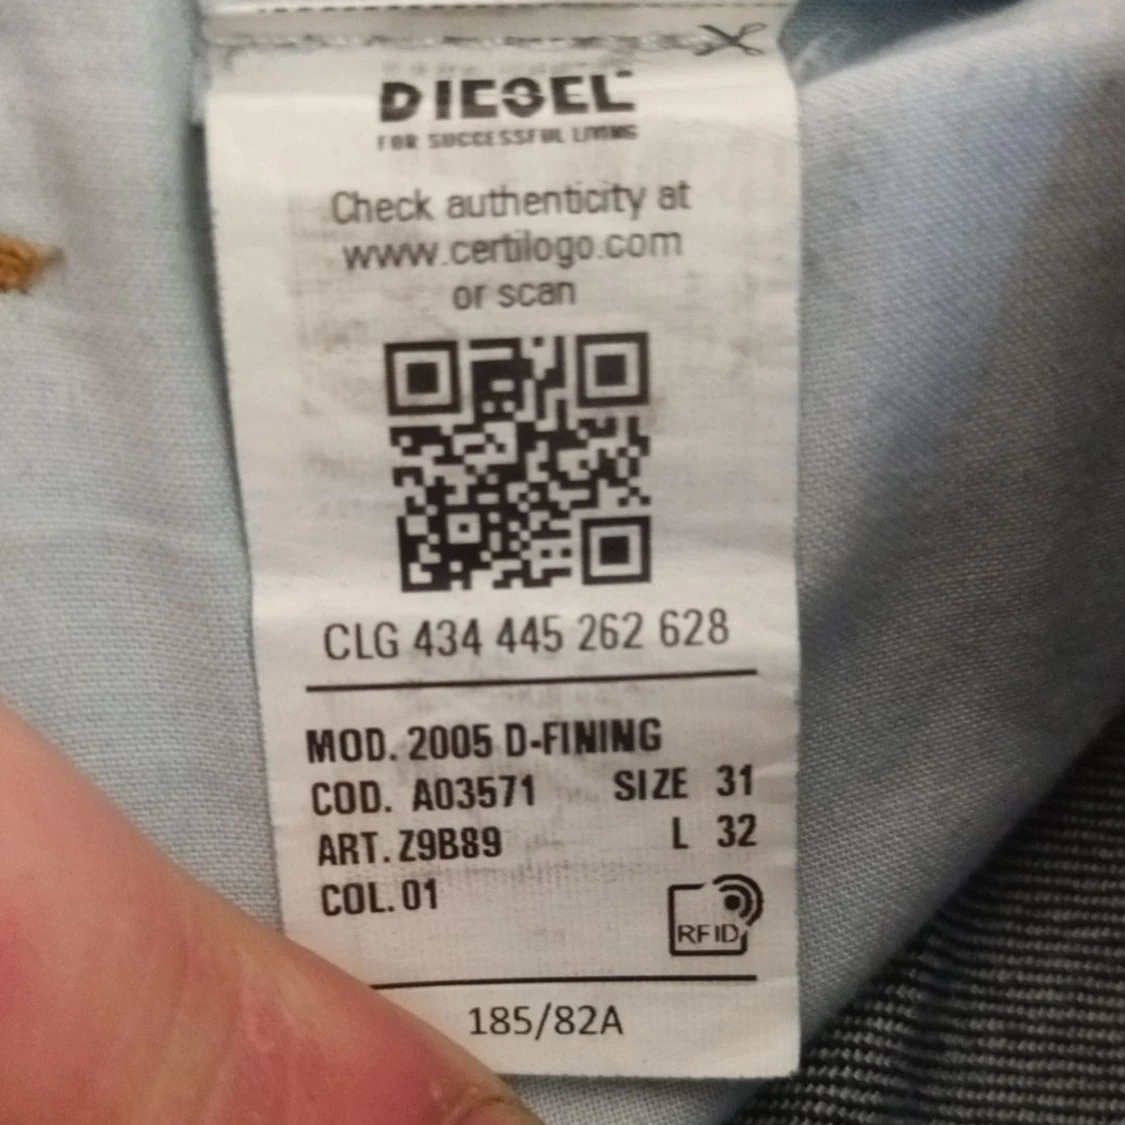 DIESEL
FOR SUCCESSFUL LIVING
Check authenticity at
www.certilogo.com
or scan
CLG 434 445 262 628
MOD. 2005 D-FINING
COD. A03571 SIZE 31
ART. Z9B89 L 32
COL. 01
RFID
185/82A